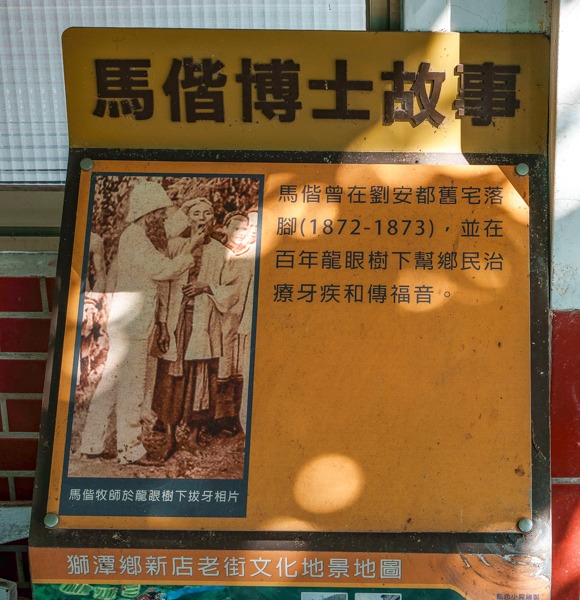 馬偕博士故事
馬偕曾在劉安都舊宅落
腳(1872-1873)，並在
百年龍眼樹下幫鄉民治
療牙疾和傳福音。
馬偕牧師於龍眼樹下拔牙相片
獅潭鄉新店老街文化地景地圖